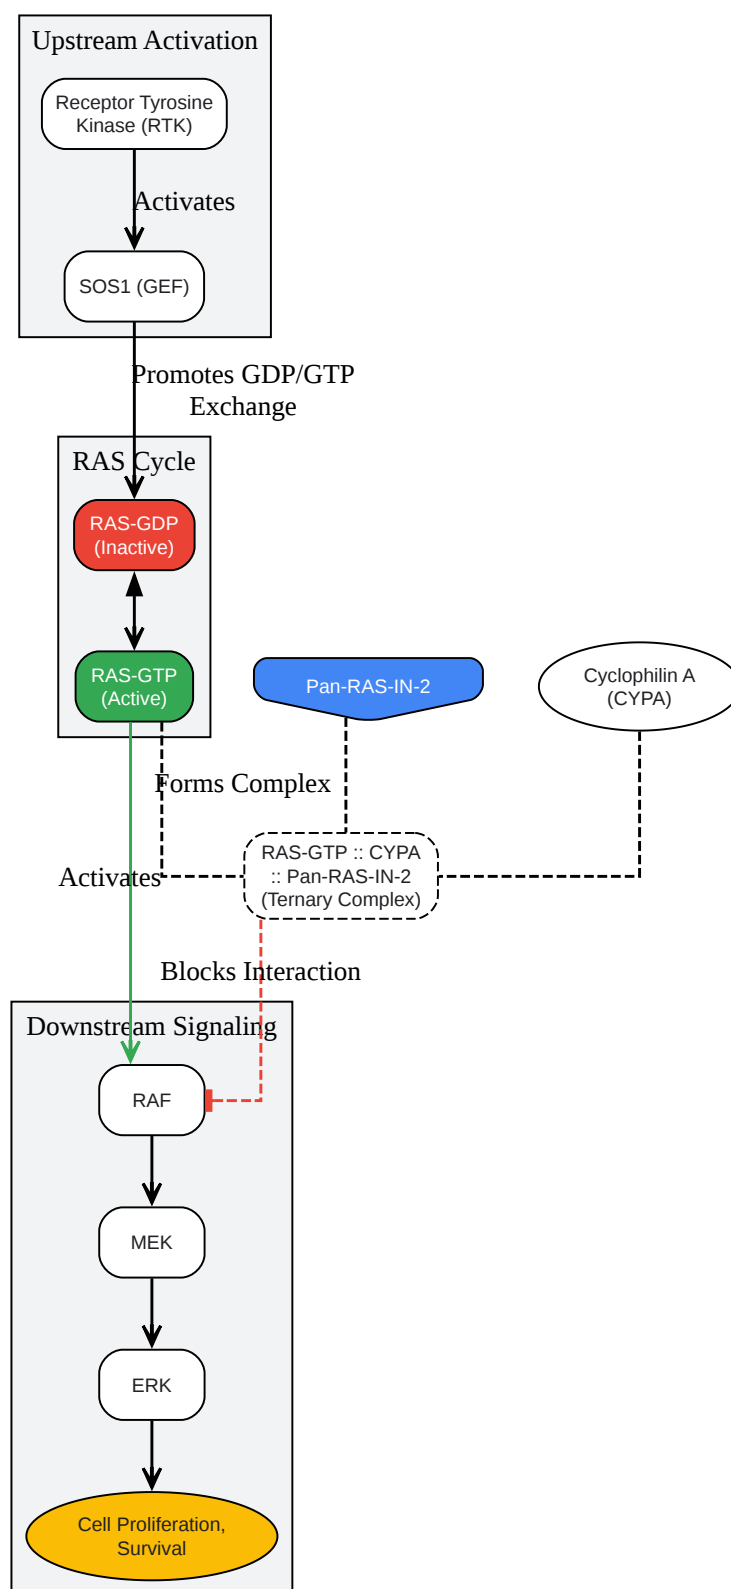 Upstream Activation
Receptor Tyrosine
Kinase (RTK)
Activates
SOS1 (GEF)
Promotes GDP/GTP
Exchange
RAS Cycle
RAS-GDP
(Inactive)
RAS-GTP
(Active)
Pan-RAS-IN-2
Cyclophilin A
(CYPA)
Forms Complex
RAS-GTP :: CYPA
:: Pan-RAS-IN-2
(Ternary Complex)
Activates
Blocks Interaction
Downstream Signaling
RAF
MEK
ERK
Cell Proliferation,
Survival